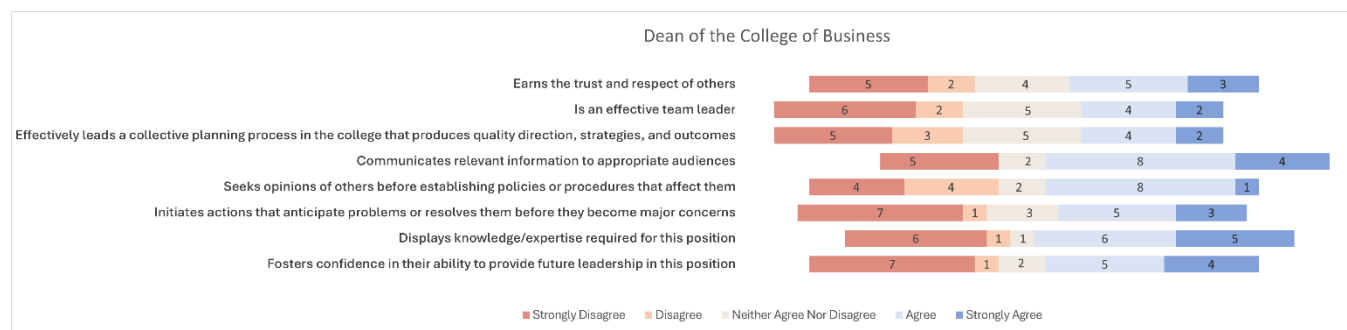 Dean of the College of Business
Earns the trust and respect of others 5 2 4 5 3
Is an effective team leader 6 2 5 4 2
Effectively leads a collective planning process in the college that produces quality direction, strategies, and outcomes 5 3 5 4 2
Communicates relevant information to appropriate audiences 5 2 8 4
Seeks opinions of others before establishing policies or procedures that affect them 4 4 2 8 1
Initiates actions that anticipate problems or resolves them before they become major concerns 7 1 3 5 3
Displays knowledge/expertise required for this position 6 1 1 6 5
Fosters confidence in their ability to provide future leadership in this position 7 1 2 5 4
Strongly Disagree Disagree Neither Agree Nor Disagree Agree Strongly Agree